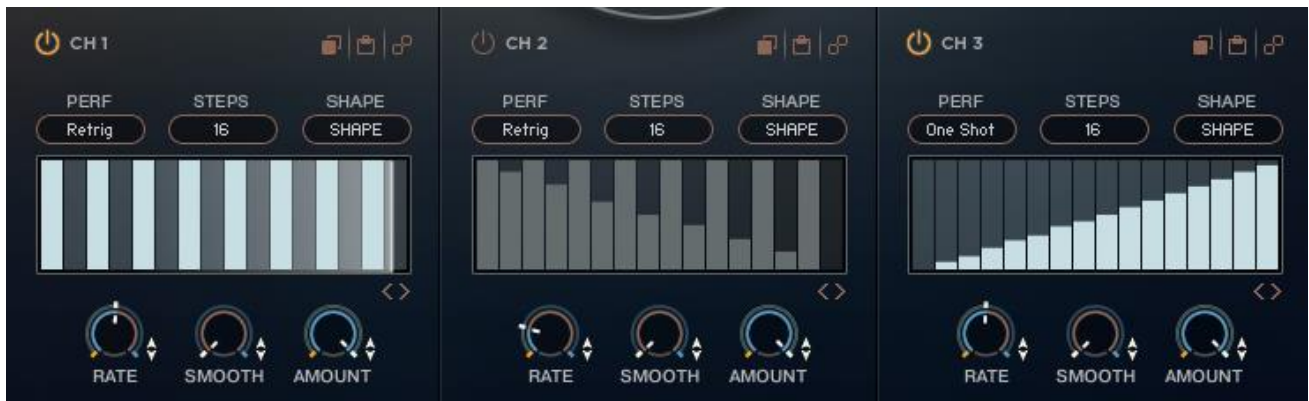 CH 1 CH 2 CH 3
PERF STEPS SHAPE PERF STEPS SHAPE PERF STEPS SHAPE
Retrig 16 SHAPE Retrig 16 SHAPE One Shot 16 SHAPE
RATE SMOOTH AMOUNT RATE SMOOTH AMOUNT RATE SMOOTH AMOUNT